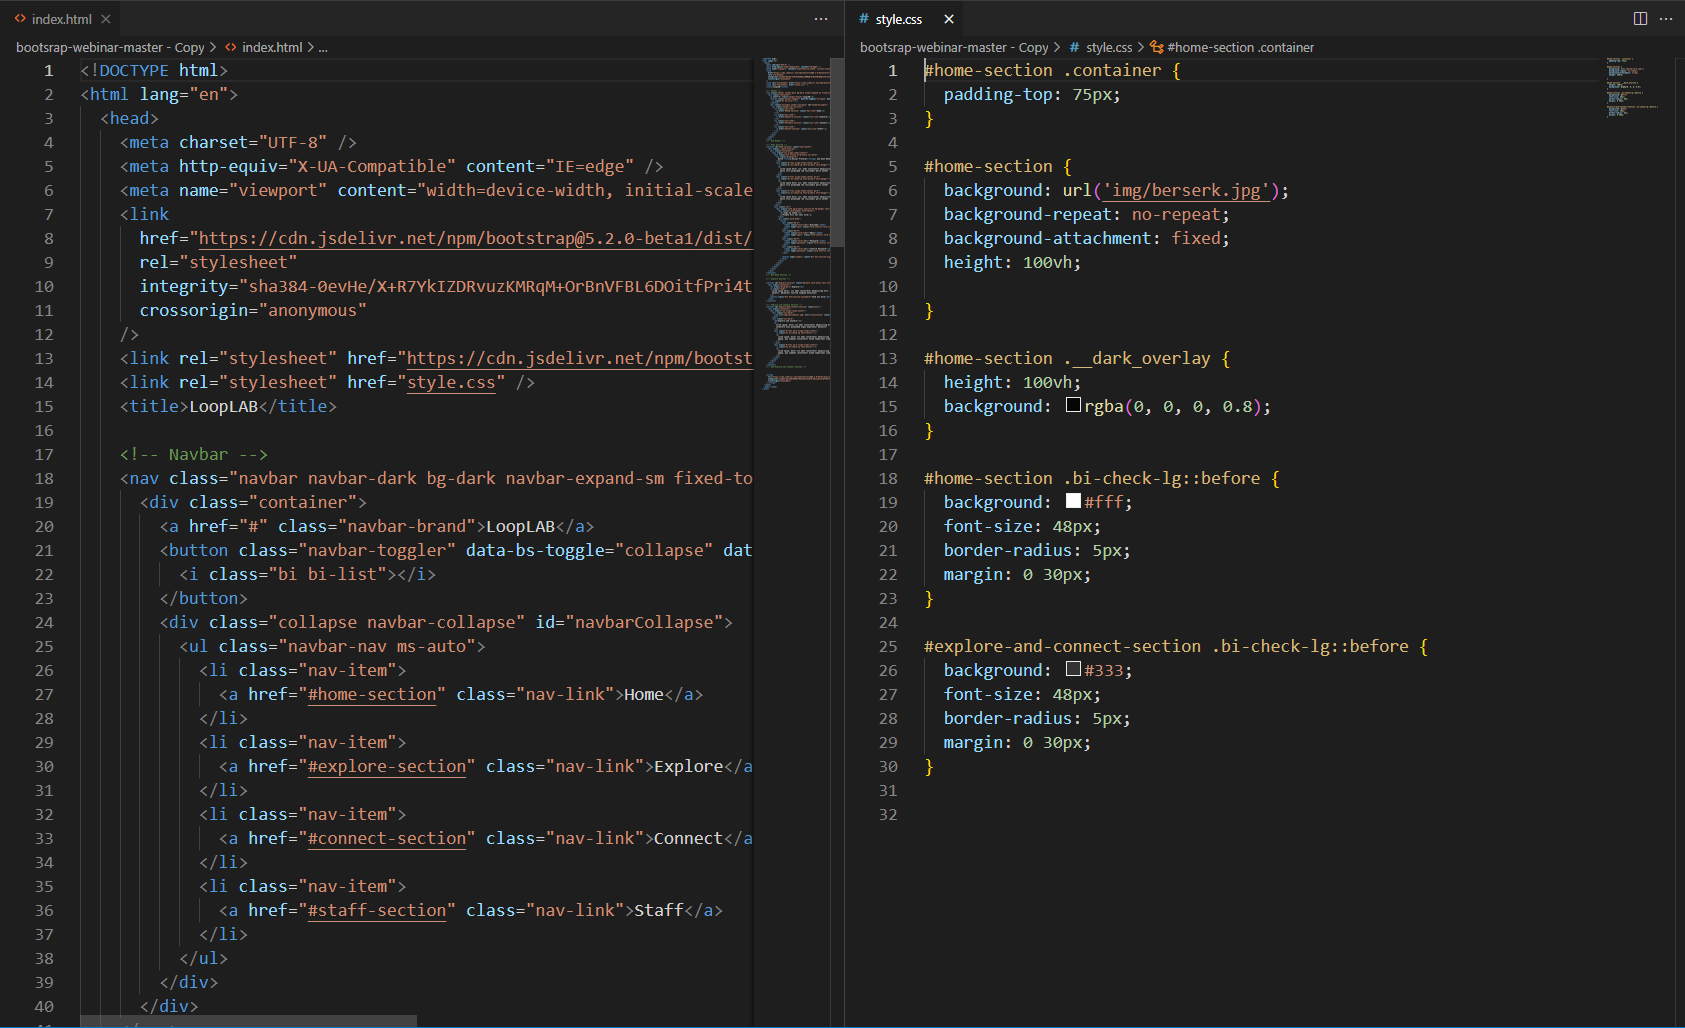 index.html
bootsrap-webinar-master - Copy > index.html > ...
1 <!DOCTYPE html>
2 <html lang="en">
3 <head>
4 <meta charset="UTF-8" />
5 <meta http-equiv="X-UA-Compatible" content="IE=edge" />
6 <meta name="viewport" content="width=device-width, initial-scale
7 <link
8 href="https://cdn.jsdelivr.net/npm/bootstrap@5.2.0-beta1/dist/
9 rel="stylesheet"
10 integrity="sha384-0evHe/X+R7YkIZDRvuzKMRqM+OrBnVFBL6DOitfPri4t
11 crossorigin="anonymous"
12 />
13 <link rel="stylesheet" href="https://cdn.jsdelivr.net/npm/bootst
14 <link rel="stylesheet" href="style.css" />
15 <title>LoopLAB</title>
16
17 <!-- Navbar -->
18 <nav class="navbar navbar-dark bg-dark navbar-expand-sm fixed-to
19 <div class="container">
20 <a href="#" class="navbar-brand">LoopLAB</a>
21 <button class="navbar-toggler" data-bs-toggle="collapse" dat
22 <i class="bi bi-list"></i>
23 </button>
24 <div class="collapse navbar-collapse" id="navbarCollapse">
25 <ul class="navbar-nav ms-auto">
26 <li class="nav-item">
27 <a href="#home-section" class="nav-link">Home</a>
28 </li>
29 <li class="nav-item">
30 <a href="#explore-section" class="nav-link">Explore</a
31 </li>
32 <li class="nav-item">
33 <a href="#connect-section" class="nav-link">Connect</a
34 </li>
35 <li class="nav-item">
36 <a href="#staff-section" class="nav-link">Staff</a>
37 </li>
38 </ul>
39 </div>
40 </div>
# style.css
bootsrap-webinar-master - Copy > # style.css > #home-section .container
1 #home-section .container {
2 padding-top: 75px;
3 }
4
5 #home-section {
6 background: url('img/berserk.jpg');
7 background-repeat: no-repeat;
8 background-attachment: fixed;
9 height: 100vh;
10
11 }
12
13 #home-section .__dark_overlay {
14 height: 100vh;
15 background: rgba(0, 0, 0, 0.8);
16 }
17
18 #home-section .bi-check-lg::before {
19 background: #fff;
20 font-size: 48px;
21 border-radius: 5px;
22 margin: 0 30px;
23 }
24
25 #explore-and-connect-section .bi-check-lg::before {
26 background: #333;
27 font-size: 48px;
28 border-radius: 5px;
29 margin: 0 30px;
30 }
31
32